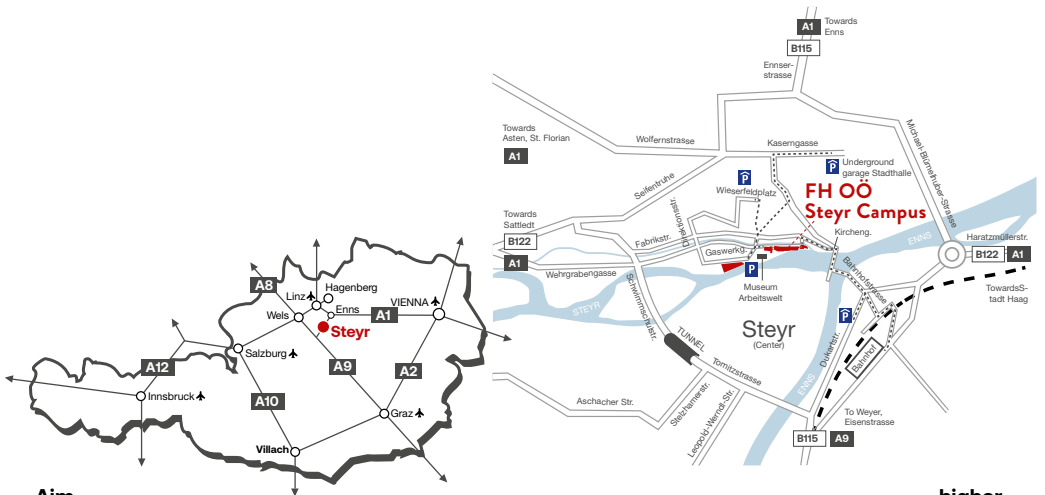 A8
Hagenberg
Linz
Enns
VIENNA
A1
Wels
Steyr
Salzburg
A12
A9
A2
Innsbruck
A10
Graz
Villach
Aim
A1
Towards
Enns
B115
Ennser-
strasse
Towards
Asten, St. Florian
A1
Wolfernstrasse
Kaserngasse
Michael-Blümelhuber-Strasse
P
Underground
garage Stadthalle
Seifentruhe
P
Wieserfeldplatz
FH OÖ
Steyr Campus
Direktionsstr.
Towards
Sattledt
B122
A1
Fabrikstr.
Gaswerkg.
Kircheng.
ENNS
Haratzmüllerstr.
B122
A1
TowardsS-
tadt Haag
Wehrgrabengasse
P
Museum
Arbeitswelt
Bahnhofstrasse
STEYR
Schwimmschulstr.
Steyr
(Center)
P
TUNNEL
Dukartstr.
Bahnhof
Tomitzstrasse
ENNS
Aschacher Str.
Stelzhamerstr.
Leopold-Werndl-Str.
To Weyer,
Eisenstrasse
B115
A9
higher